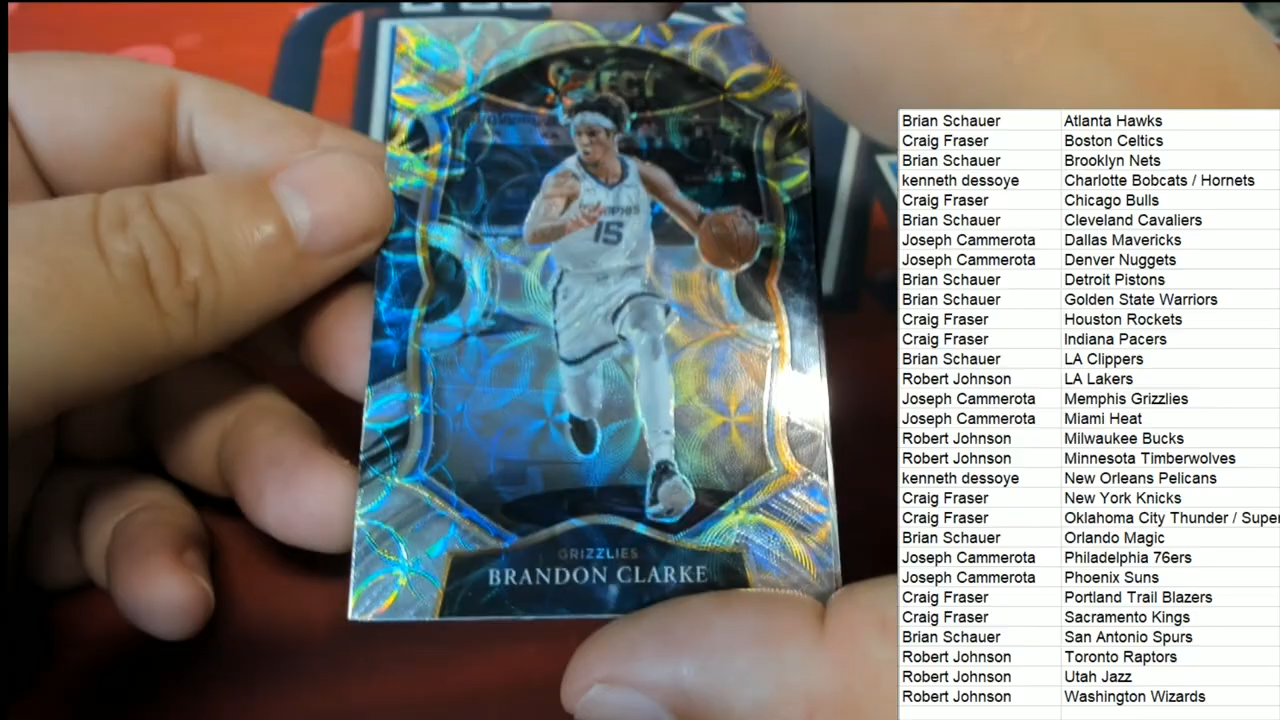 SELECT
MEMPHIS
15
GRIZZLIES
BRANDON CLARKE
Brian Schauer Atlanta Hawks
Craig Fraser Boston Celtics
Brian Schauer Brooklyn Nets
kenneth dessoye Charlotte Bobcats / Hornets
Craig Fraser Chicago Bulls
Brian Schauer Cleveland Cavaliers
Joseph Cammerota Dallas Mavericks
Joseph Cammerota Denver Nuggets
Brian Schauer Detroit Pistons
Brian Schauer Golden State Warriors
Craig Fraser Houston Rockets
Craig Fraser Indiana Pacers
Brian Schauer LA Clippers
Robert Johnson LA Lakers
Joseph Cammerota Memphis Grizzlies
Joseph Cammerota Miami Heat
Robert Johnson Milwaukee Bucks
Robert Johnson Minnesota Timberwolves
kenneth dessoye New Orleans Pelicans
Craig Fraser New York Knicks
Craig Fraser Oklahoma City Thunder / Super
Brian Schauer Orlando Magic
Joseph Cammerota Philadelphia 76ers
Joseph Cammerota Phoenix Suns
Craig Fraser Portland Trail Blazers
Craig Fraser Sacramento Kings
Brian Schauer San Antonio Spurs
Robert Johnson Toronto Raptors
Robert Johnson Utah Jazz
Robert Johnson Washington Wizards